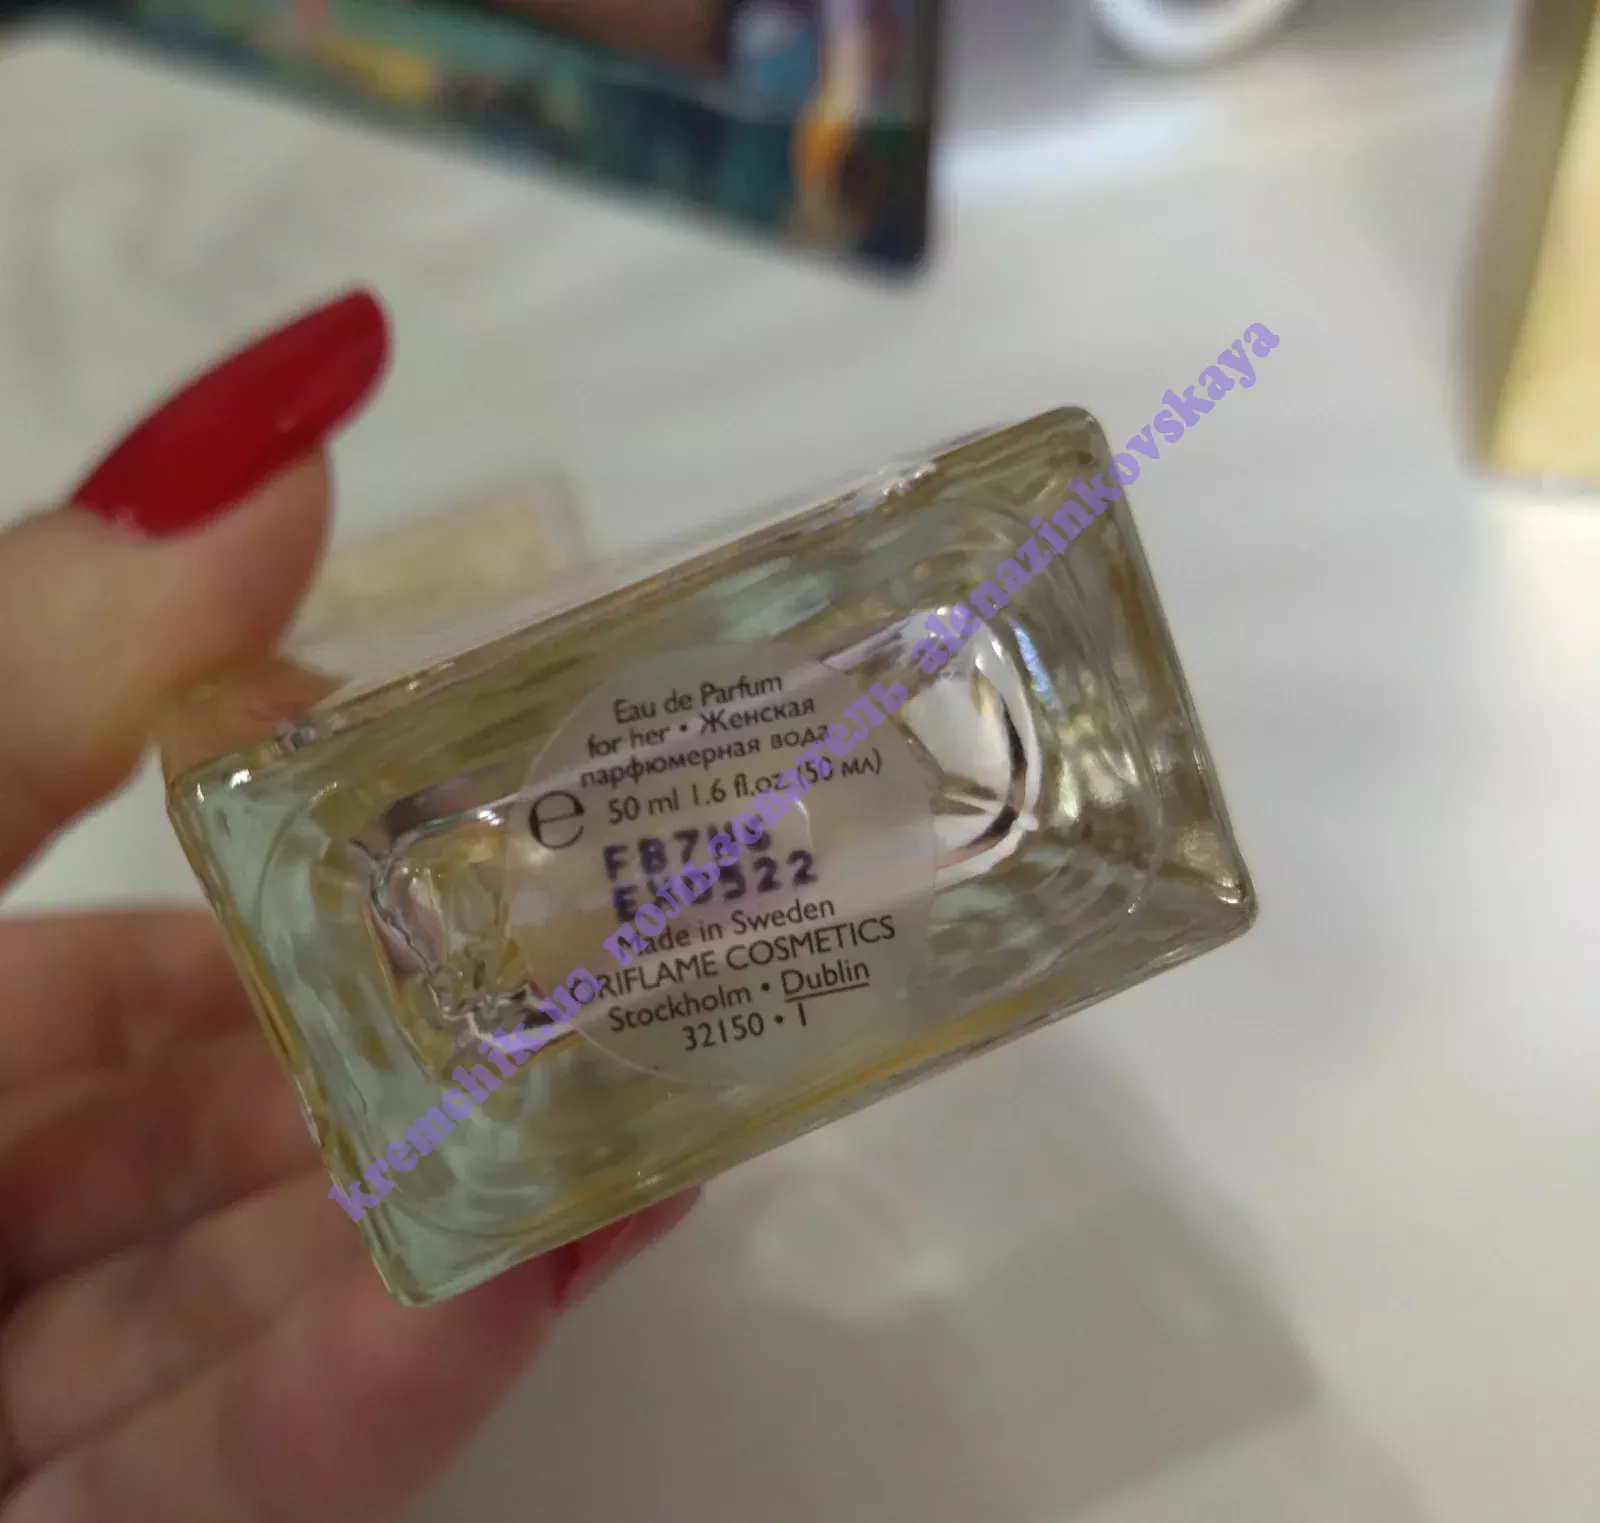 Eau de Parfum
for her • Женская
парфюмерная вода
e 50 ml 1.6 fl.oz. (50 мл)
Made in Sweden
ORIFLAME COSMETICS
Stockholm • Dublin
32150 • 1
kremchik.ua пользователь alenazinkovskaya